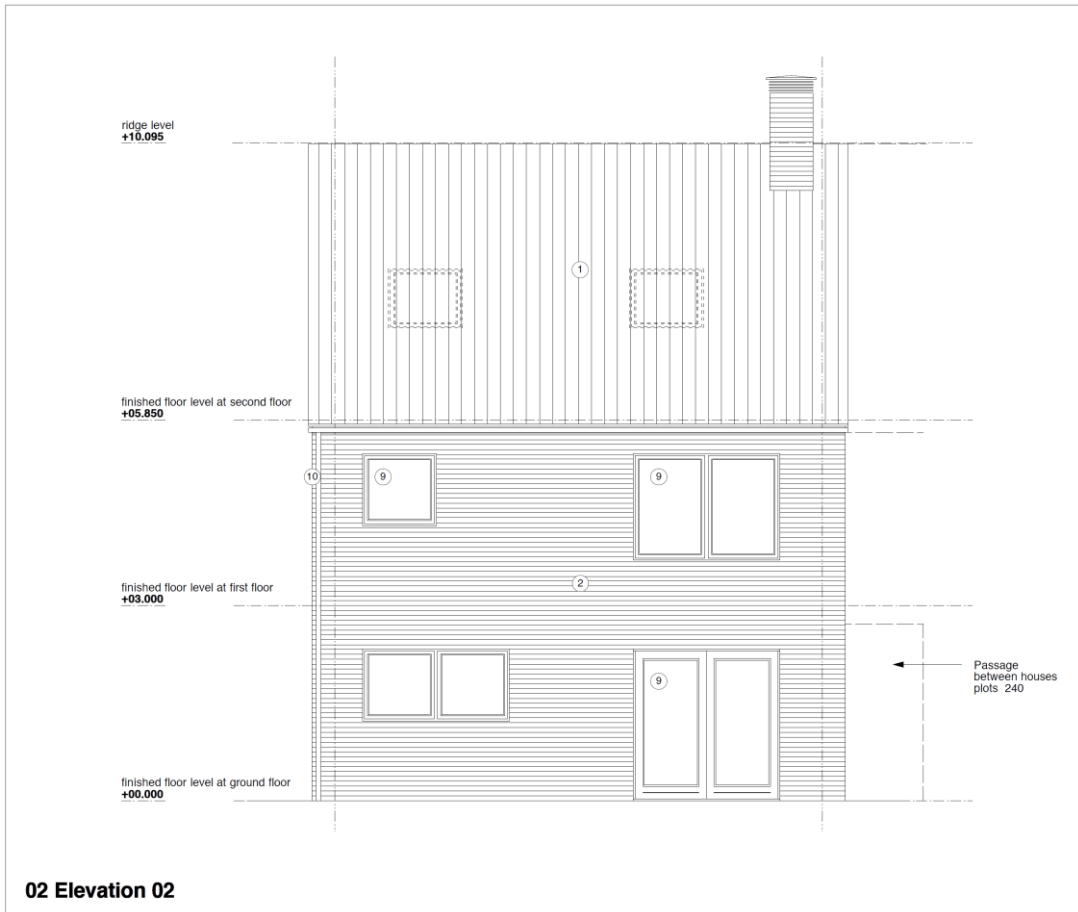 ridge level
+10.095
1
finished floor level at second floor
+05.850
10
9
9
2
finished floor level at first floor
+03.000
9
Passage
between houses
plots 240
finished floor level at ground floor
+00.000
02 Elevation 02